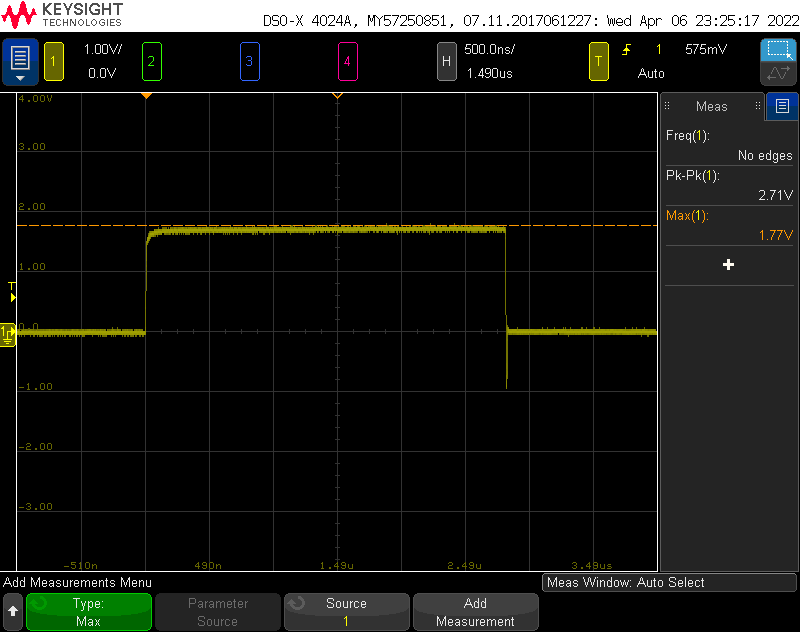 KEYSIGHT
TECHNOLOGIES
DSO-X 4024A, MY57250851, 07.11.2017061227: Wed Apr 06 23:25:17 2022
1 1.00V/ 2 3 4 H 500.0ns/ T 1 575mV
0.0V 1.490us Auto
4.00V
3.00
2.00
1.00
T
1 0.0
-1.00
-2.00
-3.00
-510n 490n 1.49u 2.49u 3.49us
Meas
Freq(1):
No edges
Pk-Pk(1):
2.71V
Max(1):
1.77V
+
Add Measurements Menu
Meas Window: Auto Select
Type:
Max
Parameter
Source
Source
1
Add
Measurement